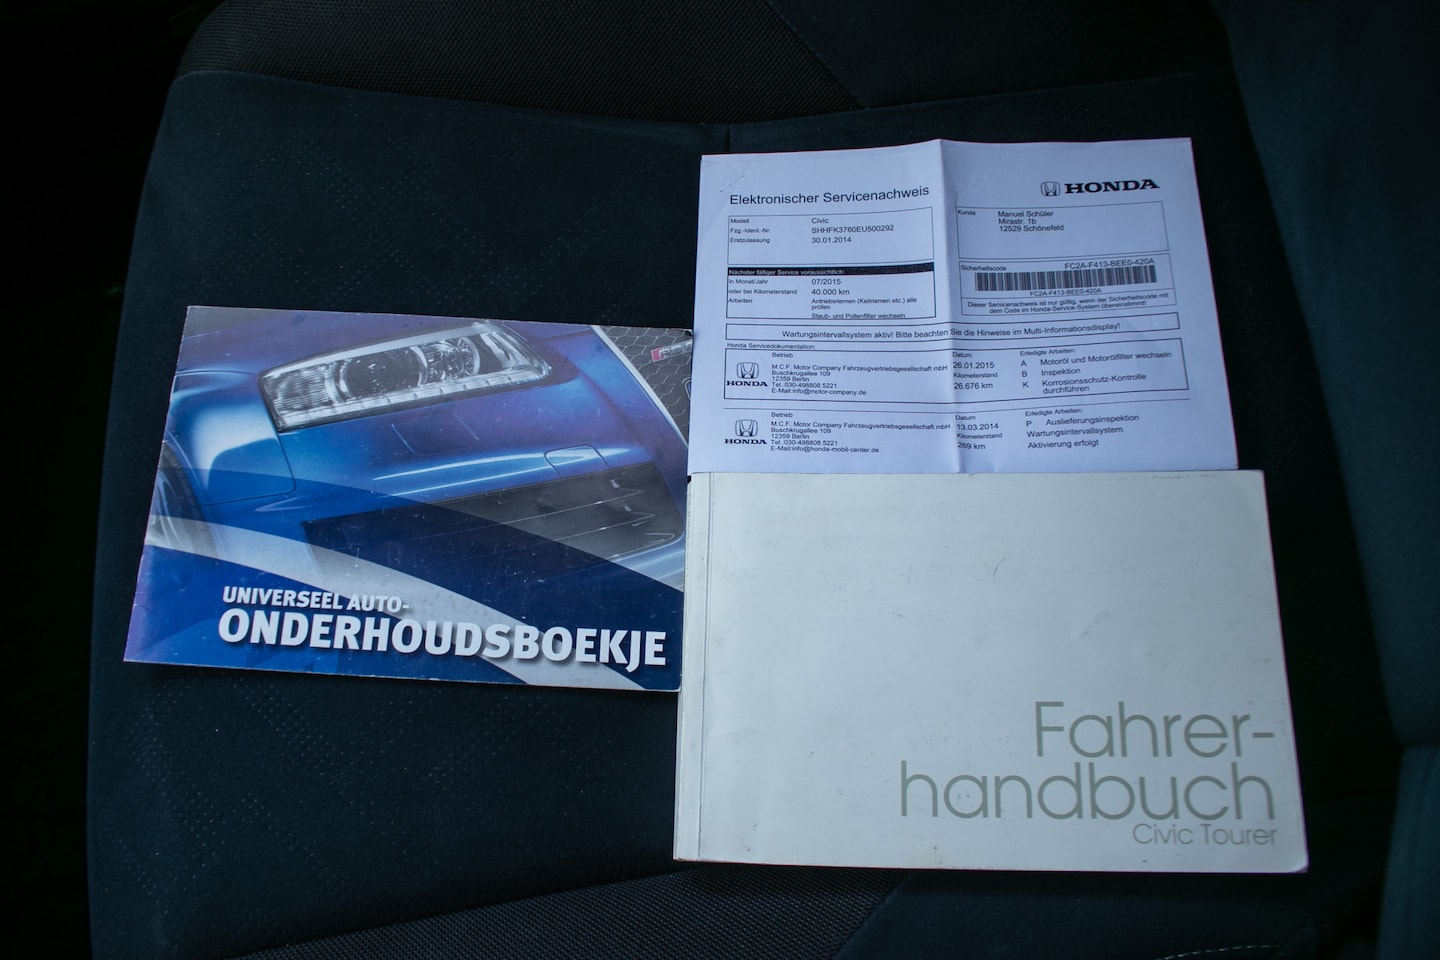 Elektronischer Servicenachweis
HONDA
Modell Civic
Fzg.-Ident.-Nr. SHHFK3760EU500292
Erstzulassung 30.01.2014
Kunde Manuel Schüler
Mirastr. 1b
12529 Schönefeld
Nächster fälliger Service voraussichtlich:
in Monat/Jahr 07/2015
oder bei Kilometerstand 40.000 km
Arbeiten Antriebsriemen (Keilriemen etc.) alle
prüfen
Staub- und Pollenfilter wechseln
Sicherheitscode FC2A-F413-BEE0-420A
FC2A-F413-BEE0-420A
Dieser Servicenachweis ist nur gültig, wenn der Sicherheitscode mit
dem Code im Honda-Service-System übereinstimmt!
Wartungsintervallsystem aktiv! Bitte beachten Sie die Hinweise im Multi-Informationsdisplay!
Honda Servicedokumentation:
HONDA
Betrieb
M.C.F. Motor Company Fahrzeugvertriebsgesellschaft mbH
Buschkrugallee 109
12359 Berlin
Tel.:030-498808 5221
E-Mail:info@motor-company.de
Datum
26.01.2015
Kilometerstand
26.676 km
Erledigte Arbeiten:
A Motoröl und Motorölfilter wechseln
B Inspektion
K Korrosionsschutz-Kontrolle
durchführen
HONDA
Betrieb
M.C.F. Motor Company Fahrzeugvertriebsgesellschaft mbH
Buschkrugallee 109
12359 Berlin
Tel.:030-498808 5221
E-Mail:info@honda-mobil-center.de
Datum
13.03.2014
Kilometerstand
269 km
Erledigte Arbeiten:
P Auslieferungsinspektion
Wartungsintervallsystem
Aktivierung erfolgt
UNIVERSEEL AUTO-
ONDERHOUDSBOEKJE
Fahrer-
handbuch
Civic Tourer